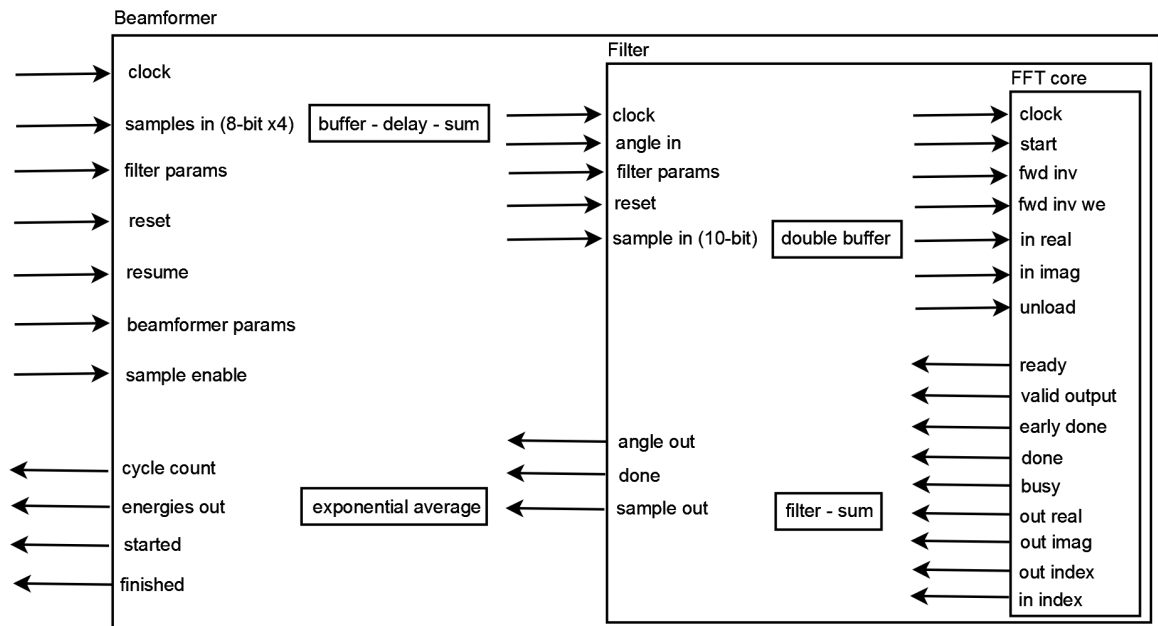 Beamformer
clock
samples in (8-bit x4)
buffer - delay - sum
filter params
reset
resume
beamformer params
sample enable
cycle count
energies out
exponential average
started
finished
Filter
clock
angle in
filter params
reset
sample in (10-bit)
double buffer
angle out
done
sample out
filter - sum
FFT core
clock
start
fwd inv
fwd inv we
in real
in imag
unload
ready
valid output
early done
done
busy
out real
out imag
out index
in index